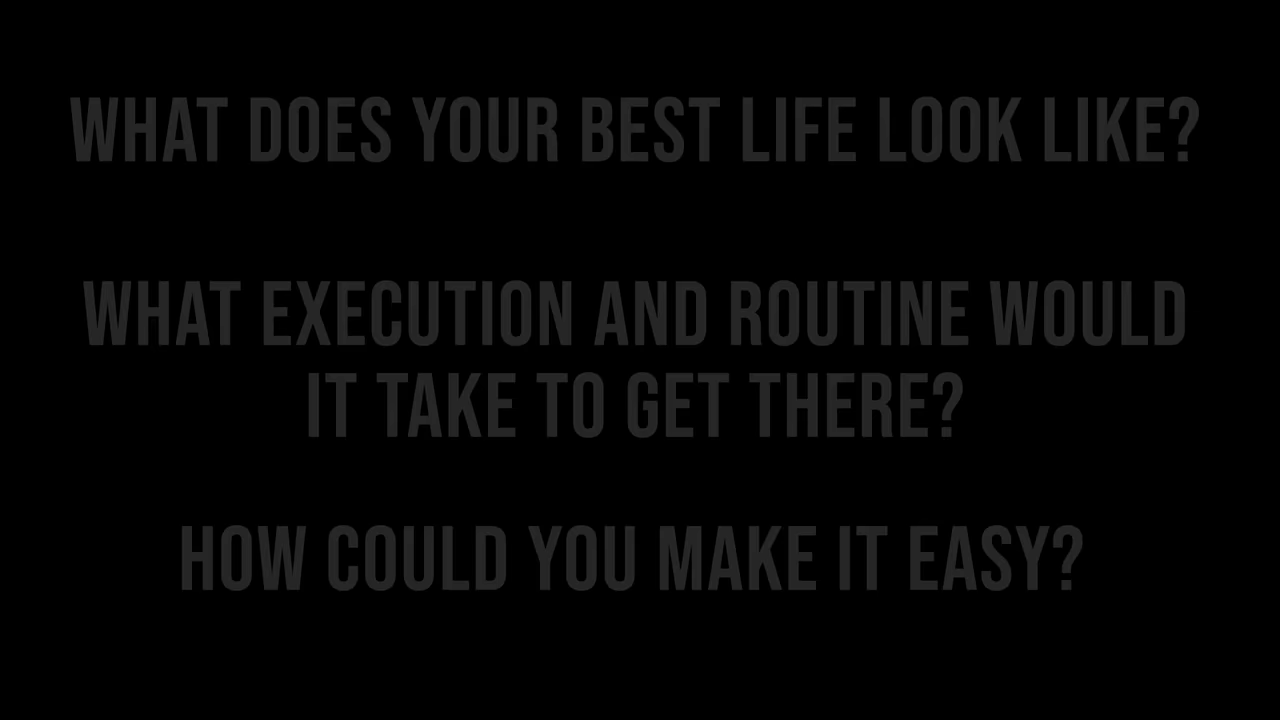 WHAT DOES YOUR BEST LIFE LOOK LIKE?
WHAT EXECUTION AND ROUTINE WOULD
IT TAKE TO GET THERE?
HOW COULD YOU MAKE IT EASY?